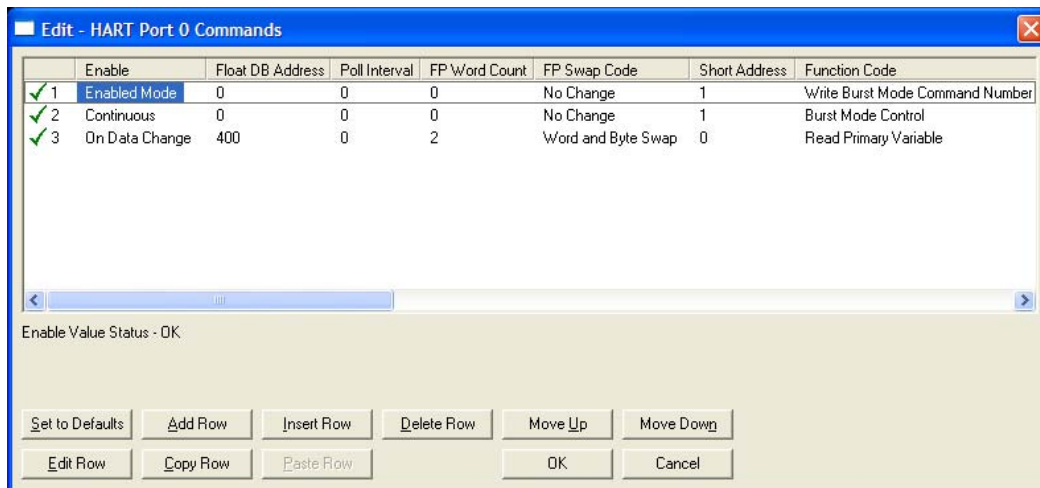 Edit - HART Port 0 Commands
Enable Float DB Address Poll Interval FP Word Count FP Swap Code Short Address Function Code
1 Enabled Mode 0 0 0 No Change 1 Write Burst Mode Command Number
2 Continuous 0 0 0 No Change 1 Burst Mode Control
3 On Data Change 400 0 2 Word and Byte Swap 0 Read Primary Variable
Enable Value Status - OK
Set to Defaults Add Row Insert Row Delete Row Move Up Move Down
Edit Row Copy Row Paste Row OK Cancel